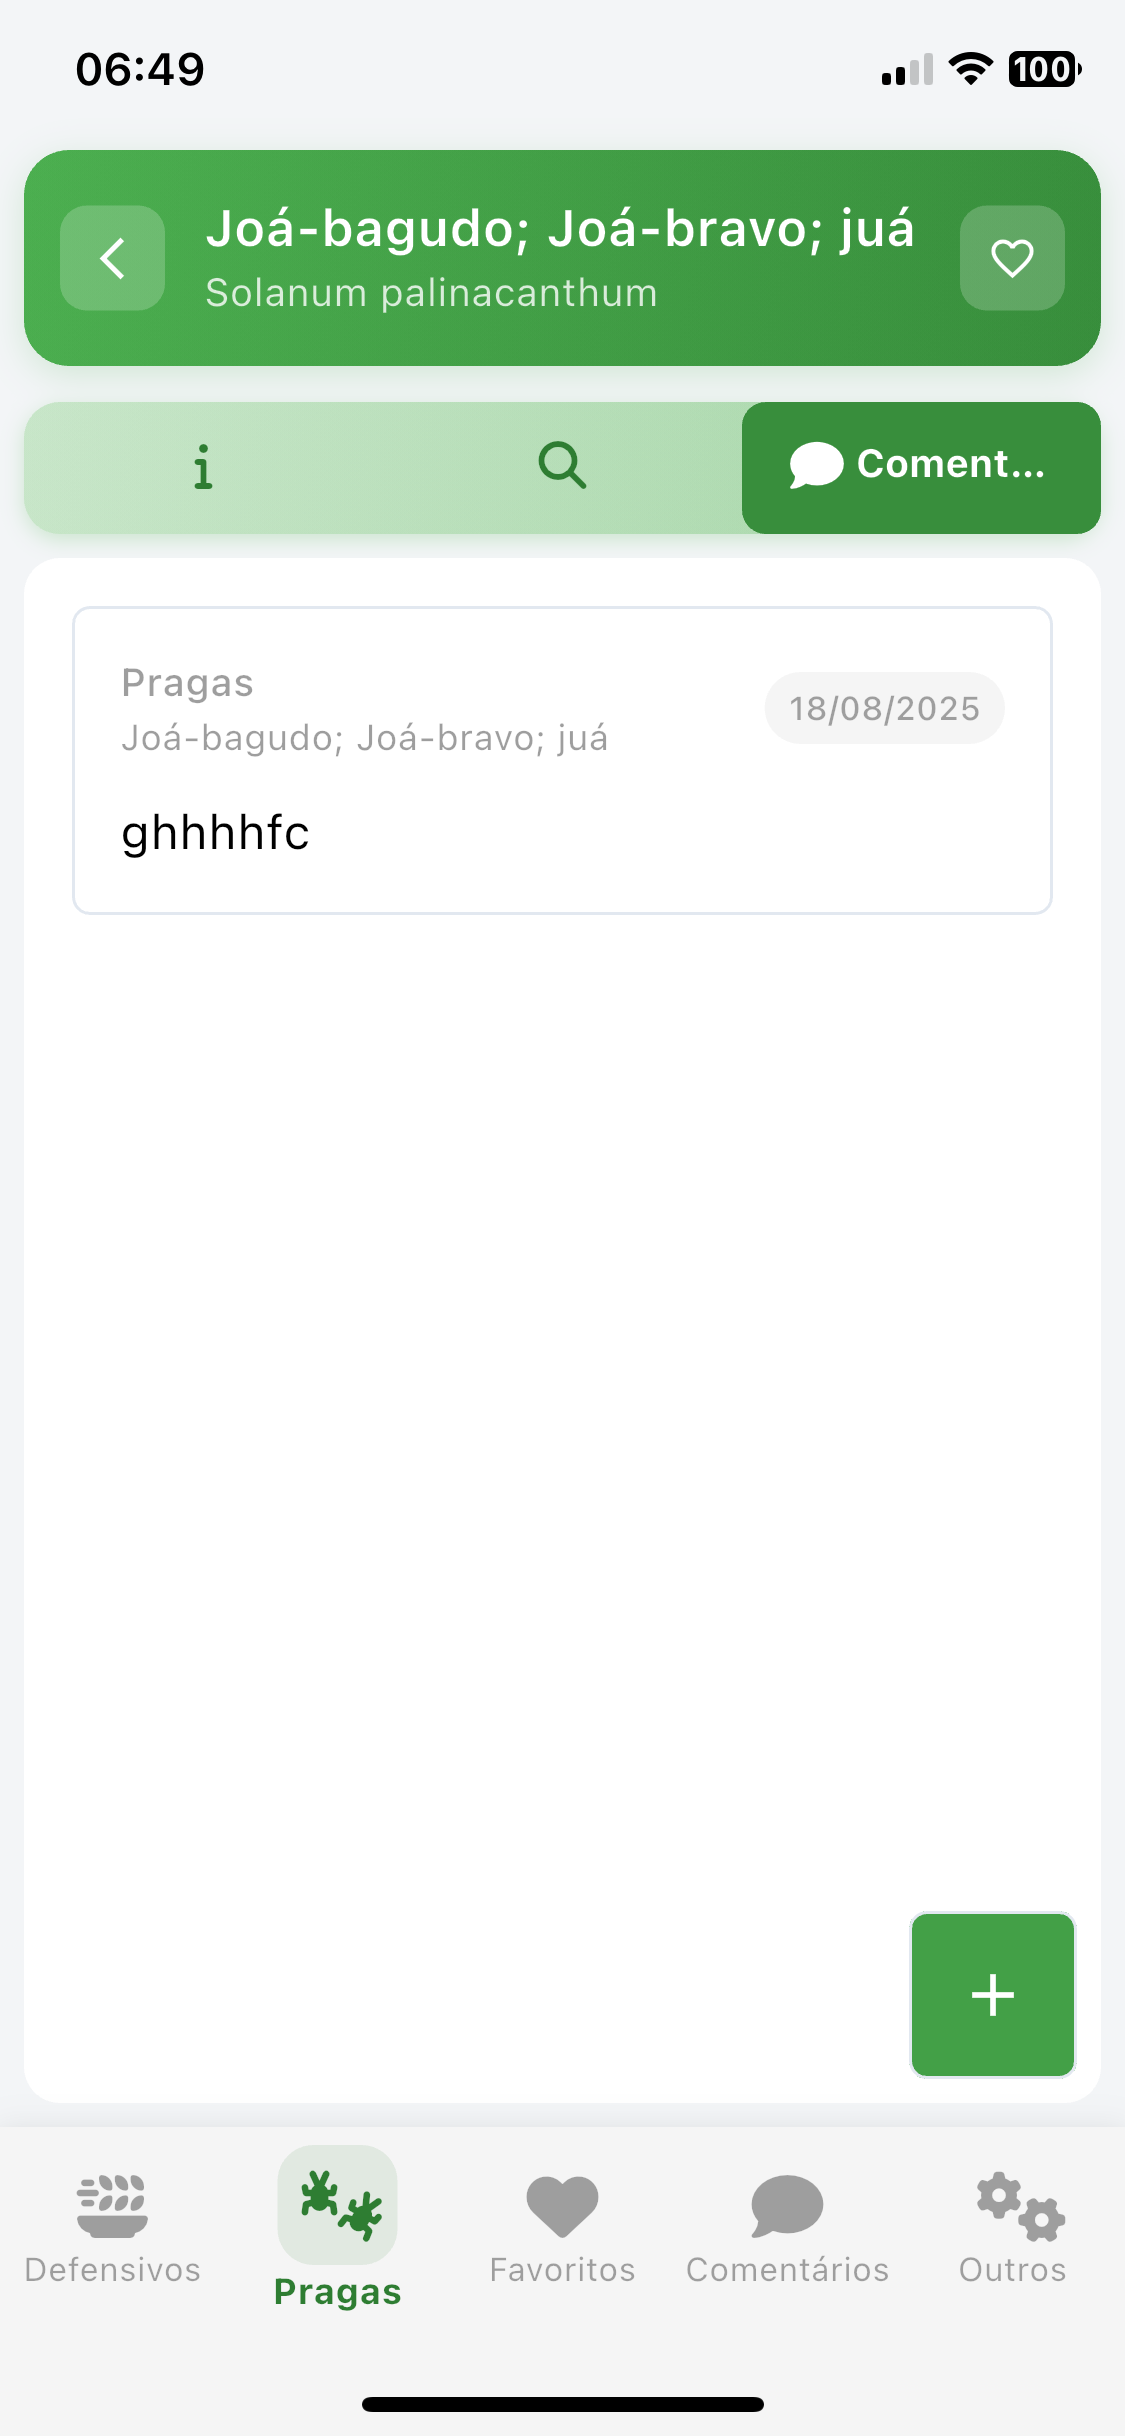 06:49
100
Joá-bagudo; Joá-bravo; juá
Solanum palinacanthum
Coment...
Pragas
18/08/2025
Joá-bagudo; Joá-bravo; juá
ghhhhfc
Defensivos
Pragas
Favoritos
Comentários
Outros